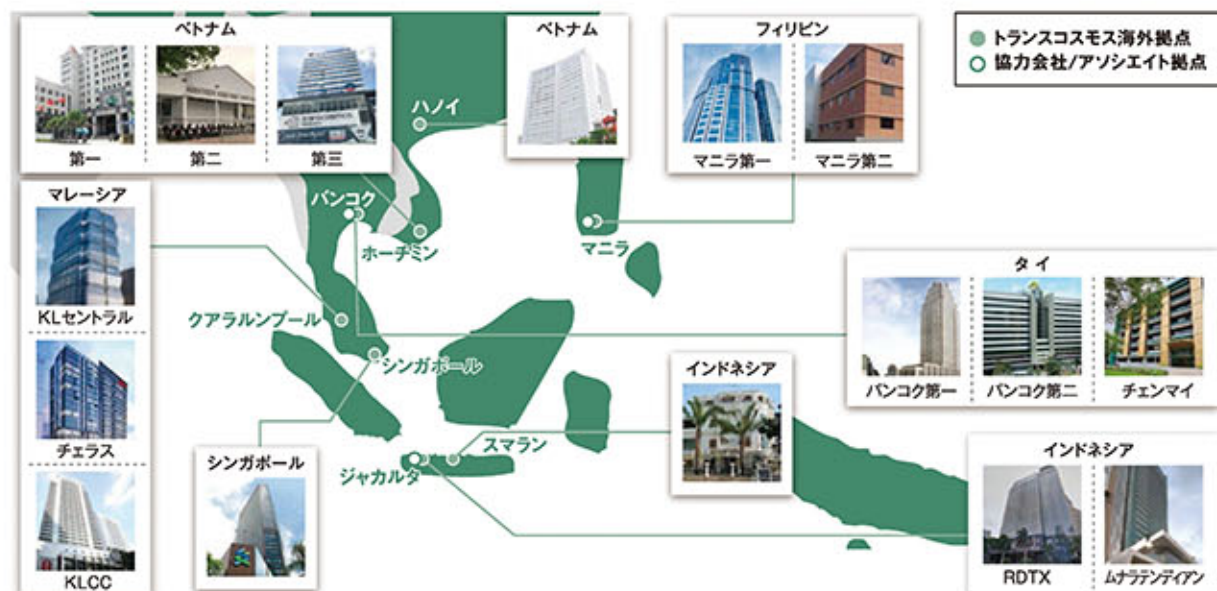 ベトナム
第一
第二
第三
ベトナム
フィリピン
マニラ第一
マニラ第二
トランスコスモス海外拠点
協力会社/アソシエイト拠点
ハノイ
マレーシア
KLセントラル
チェラス
KLCC
バンコク
ホーチミン
マニラ
クアラルンプール
シンガポール
タイ
バンコク第一
バンコク第二
チェンマイ
インドネシア
スマラン
ジャカルタ
シンガポール
インドネシア
RDTX
ムナラテンディアン